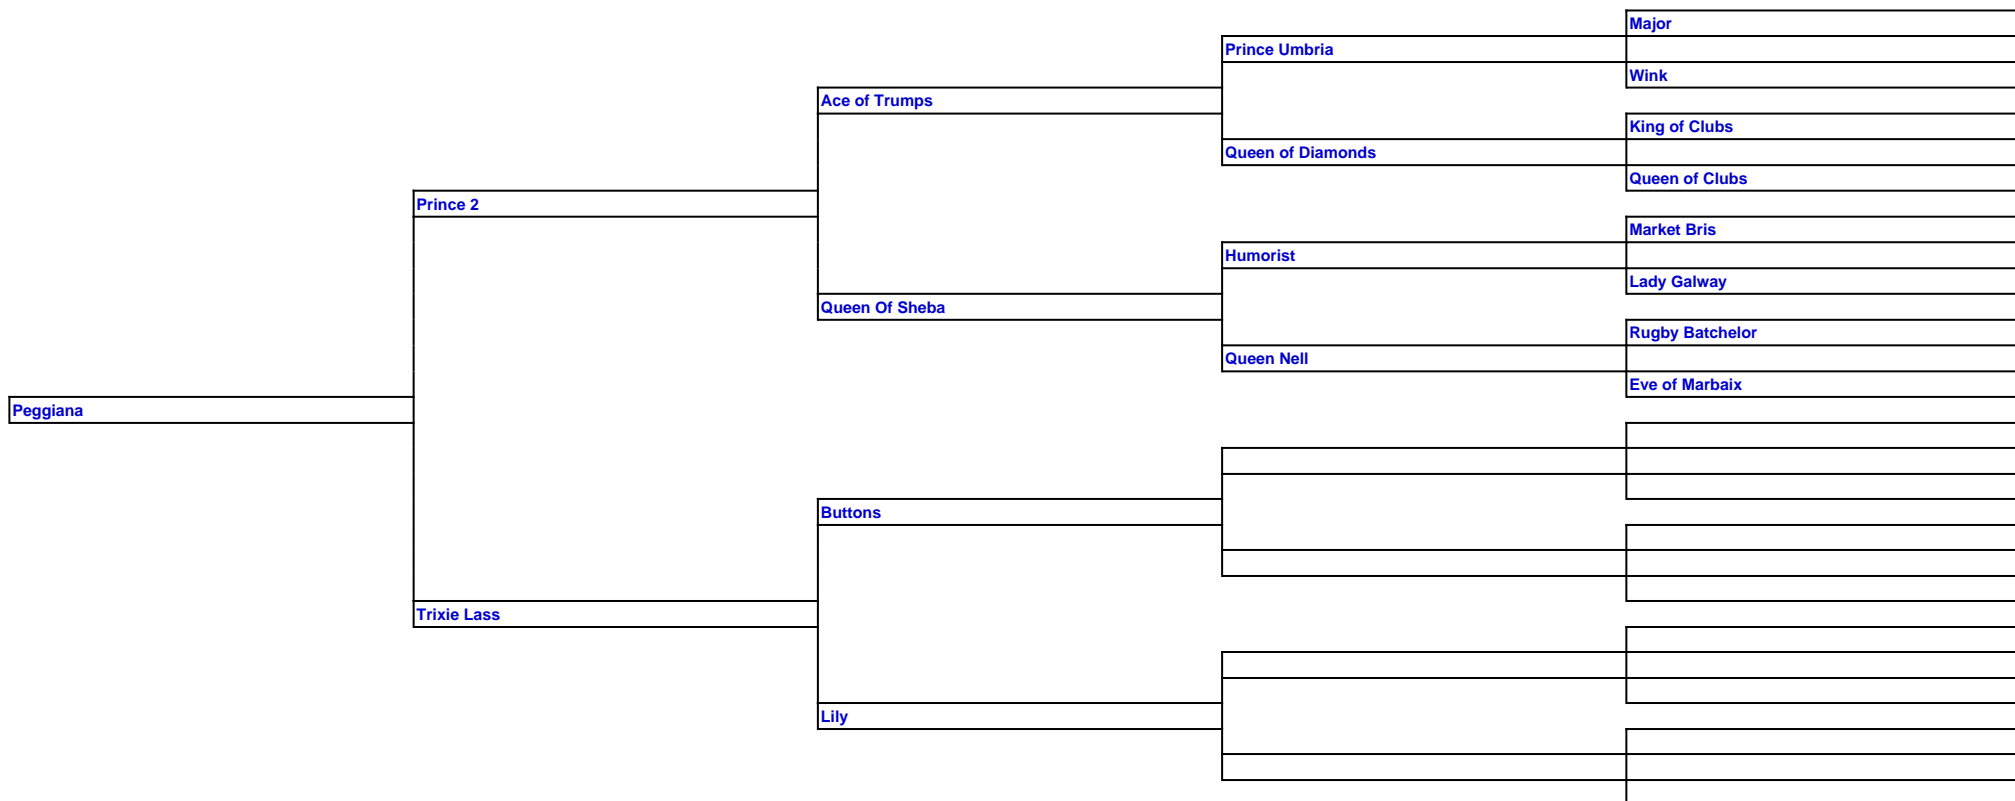 Major
Prince Umbria
Wink
Ace of Trumps
King of Clubs
Queen of Diamonds
Queen of Clubs
Prince 2
Market Bris
Humorist
Lady Galway
Queen Of Sheba
Rugby Batchelor
Queen Nell
Eve of Marbaix
Peggiana
Buttons
Trixie Lass
Lily